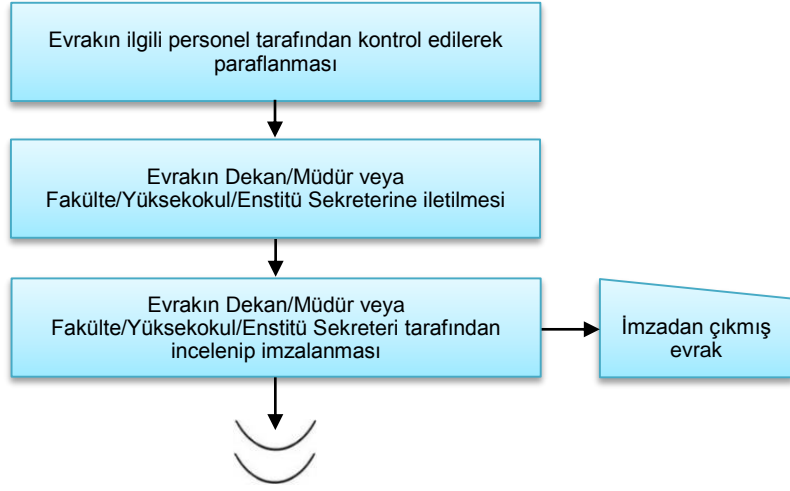 Evrakın ilgili personel tarafından kontrol edilerek
paraflanması
Evrakın Dekan/Müdür veya
Fakülte/Yüksekokul/Enstitü Sekreterine iletilmesi
Evrakın Dekan/Müdür veya
Fakülte/Yüksekokul/Enstitü Sekreteri tarafından
incelenip imzalanması
İmzadan çıkmış
evrak